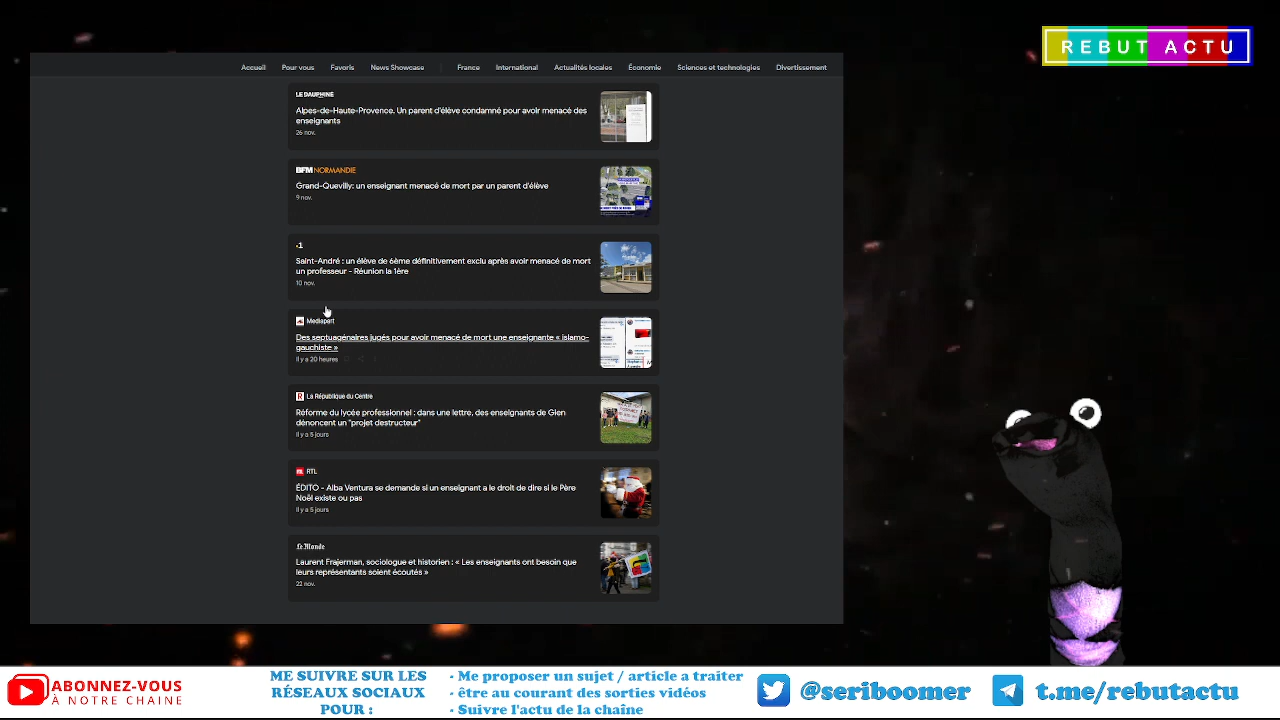 REBUT ACTU
Accueil Pour vous Favoris International Actualités locales Économie Sciences et technologies Divertissement
LE DAUPHINÉ
Alpes-de-Haute-Provence. Un parent d'élève condamné pour avoir menacé des
enseignants
26 nov.
BFM NORMANDIE
Grand-Quevilly: un enseignant menacé de mort par un parent d'élève
9 nov.
.1
Saint-André : un élève de 6ème définitivement exclu après avoir menacé de mort
un professeur - Réunion la 1ère
10 nov.
Mediapart
Des septuagénaires jugés pour avoir menacé de mort une enseignante « islamo-
gauchiste »
Il y a 20 heures
La République du Centre
Réforme du lycée professionnel : dans une lettre, des enseignants de Gien
dénoncent un "projet destructeur"
Il y a 5 jours
RTL
ÉDITO - Alba Ventura se demande si un enseignant a le droit de dire si le Père
Noël existe ou pas
Il y a 5 jours
Le Monde
Laurent Frajerman, sociologue et historien : « Les enseignants ont besoin que
leurs représentants soient écoutés »
22 nov.
ABONNEZ-VOUS
À NOTRE CHAINE
ME SUIVRE SUR LES
RÉSEAUX SOCIAUX
POUR :
- Me proposer un sujet / article a traiter
- être au courant des sorties vidéos
- Suivre l'actu de la chaîne
@seriboomer
t.me/rebutactu